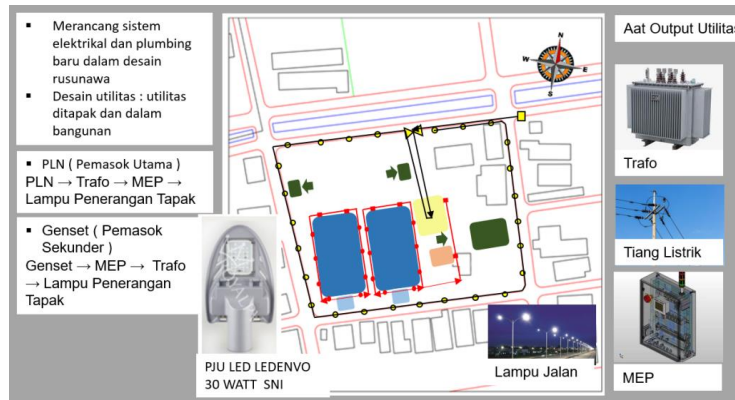 ▪ Merancang sistem
elektrikal dan plumbing
baru dalam desain
rusunawa
▪ Desain utilitas : utilitas
ditapak dan dalam
bangunan
▪ PLN ( Pemasok Utama )
PLN → Trafo → MEP →
Lampu Penerangan Tapak
▪ Genset ( Pemasok
Sekunder )
Genset → MEP → Trafo
→ Lampu Penerangan
Tapak
PJU LED LEDENVO
30 WATT SNI
N
W
E
S
Lampu Jalan
Aat Output Utilitas
Trafo
Tiang Listrik
MEP